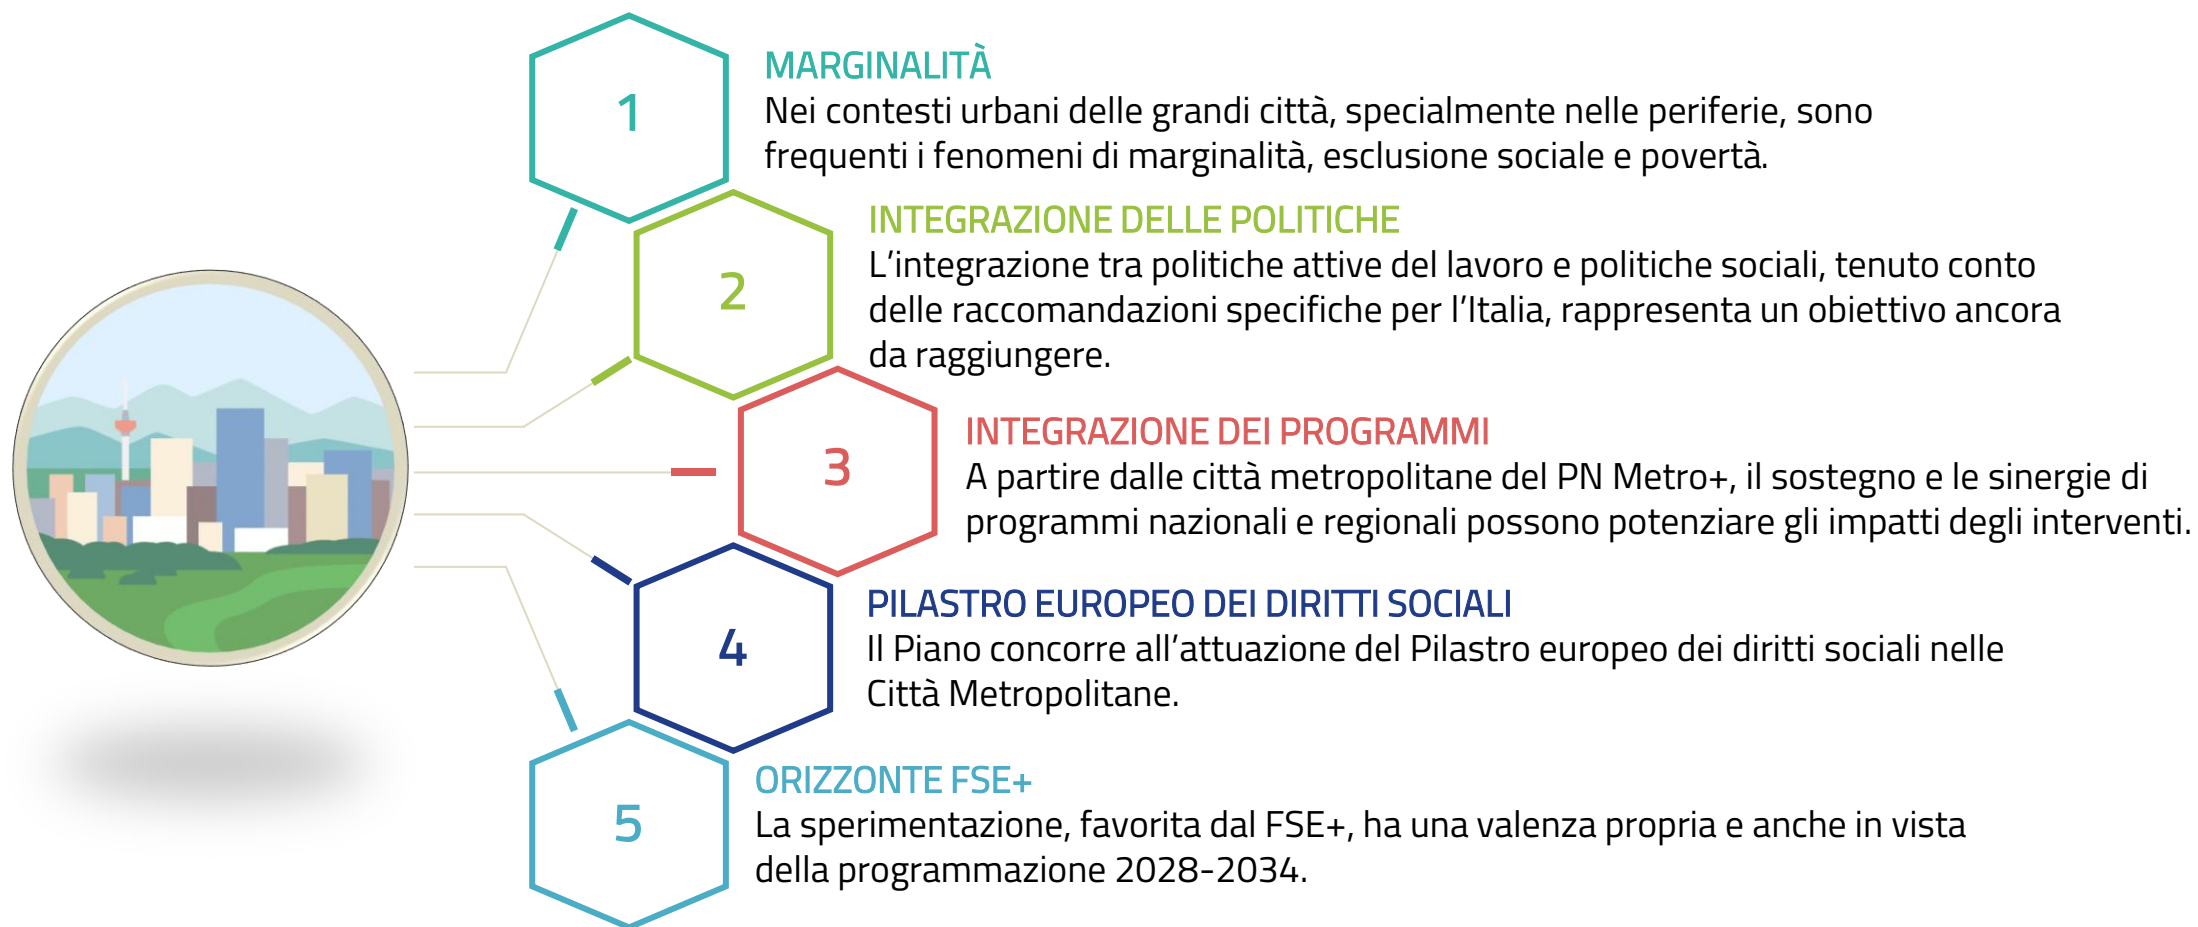 1
MARGINALITÀ
Nei contesti urbani delle grandi città, specialmente nelle periferie, sono
frequenti i fenomeni di marginalità, esclusione sociale e povertà.
2
INTEGRAZIONE DELLE POLITICHE
L’integrazione tra politiche attive del lavoro e politiche sociali, tenuto conto
delle raccomandazioni specifiche per l’Italia, rappresenta un obiettivo ancora
da raggiungere.
3
INTEGRAZIONE DEI PROGRAMMI
A partire dalle città metropolitane del PN Metro+, il sostegno e le sinergie di
programmi nazionali e regionali possono potenziare gli impatti degli interventi.
4
PILASTRO EUROPEO DEI DIRITTI SOCIALI
Il Piano concorre all’attuazione del Pilastro europeo dei diritti sociali nelle
Città Metropolitane.
5
ORIZZONTE FSE+
La sperimentazione, favorita dal FSE+, ha una valenza propria e anche in vista
della programmazione 2028-2034.